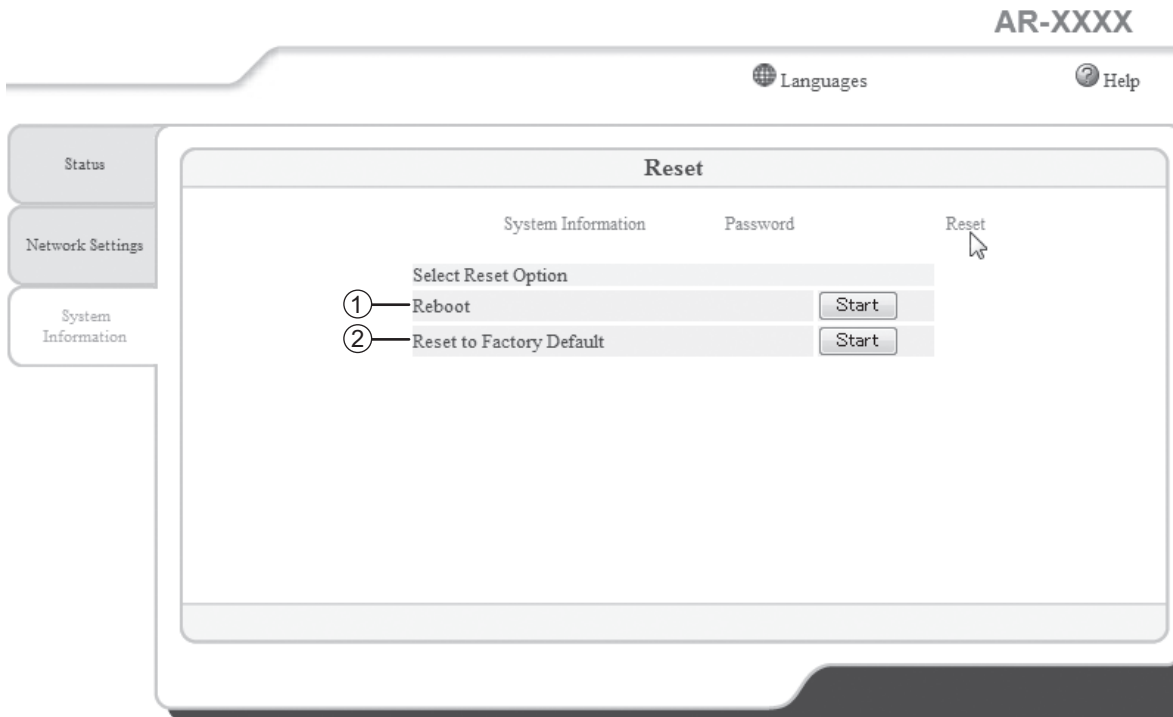 AR-XXXX
Languages
Help
Status
Reset
System Information
Password
Reset
Network Settings
Select Reset Option
① Reboot
Start
System
Information
② Reset to Factory Default
Start